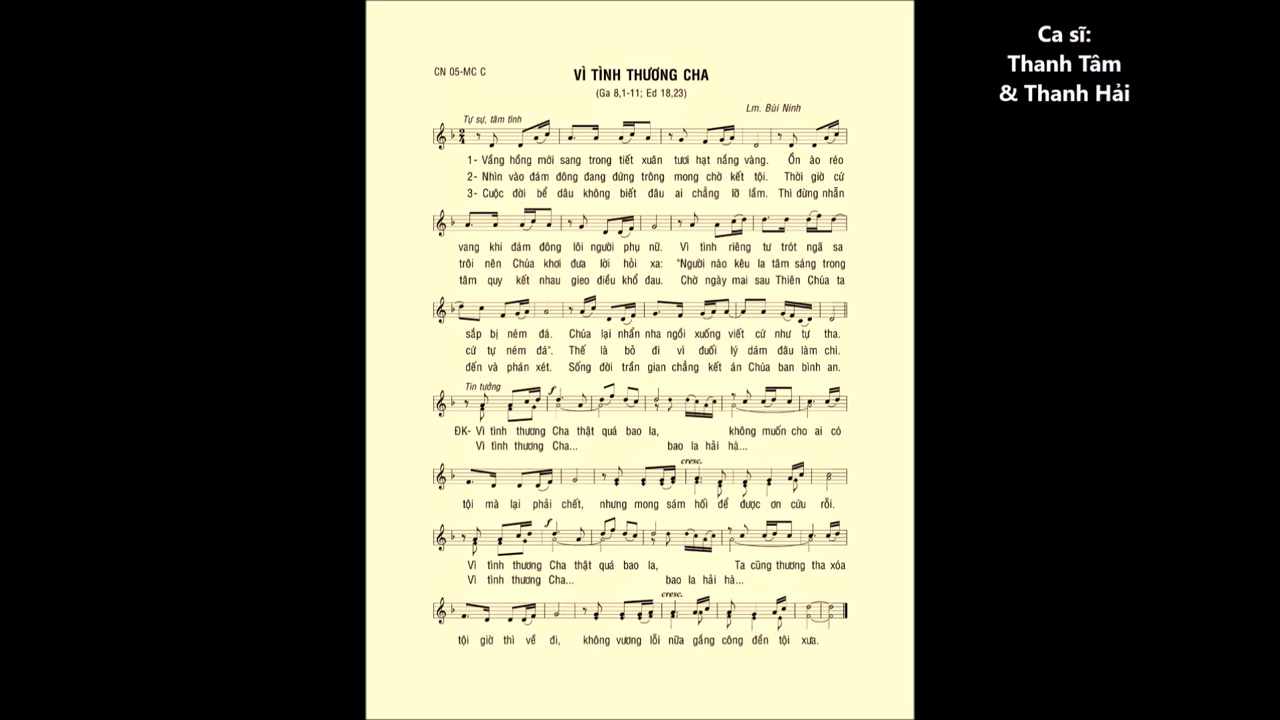 Ca sĩ:
Thanh Tâm
& Thanh Hải
CN 05-MC C
VÌ TÌNH THƯƠNG CHA
(Ga 8,1-11; Ed 18,23)
Lm. Bùi Ninh
Tự sự, tâm tình
1- Vầng hồng mới sang trong tiết xuân tươi hạt nắng vàng. Ồn ào réo
2- Nhìn vào đám đông đang đứng trông mong chờ kết tội. Thời giờ cứ
3- Cuộc đời bể dâu không biết đâu ai chẳng lỡ lầm. Thì đừng nhẫn
vang khi đám đông lôi người phụ nữ. Vì tình riêng tư trót ngã sa
trôi nên Chúa khơi đưa lời hỏi xa: "Người nào kêu la tâm sáng trong
tâm quy kết nhau gieo điều khổ đau. Chờ ngày mai sau Thiên Chúa ta
sắp bị ném đá. Chúa lại nhẩn nha ngồi xuống viết cứ như tự tha.
cứ tự ném đá". Thế là bỏ đi vì đuối lý dám đâu làm chi.
đến và phán xét. Sống đời trần gian chẳng kết án Chúa ban bình an.
Tin tưởng
f
ĐK- Vì tình thương Cha thật quá bao la, không muốn cho ai có
Vì tình thương Cha... bao la hải hà...
cresc.
tội mà lại phải chết, nhưng mong sám hối để được ơn cứu rỗi.
f
Vì tình thương Cha thật quá bao la, Ta cũng thương tha xóa
Vì tình thương Cha... bao la hải hà...
cresc.
tội giờ thì về đi, không vương lỗi nữa gắng công đền tội xưa.